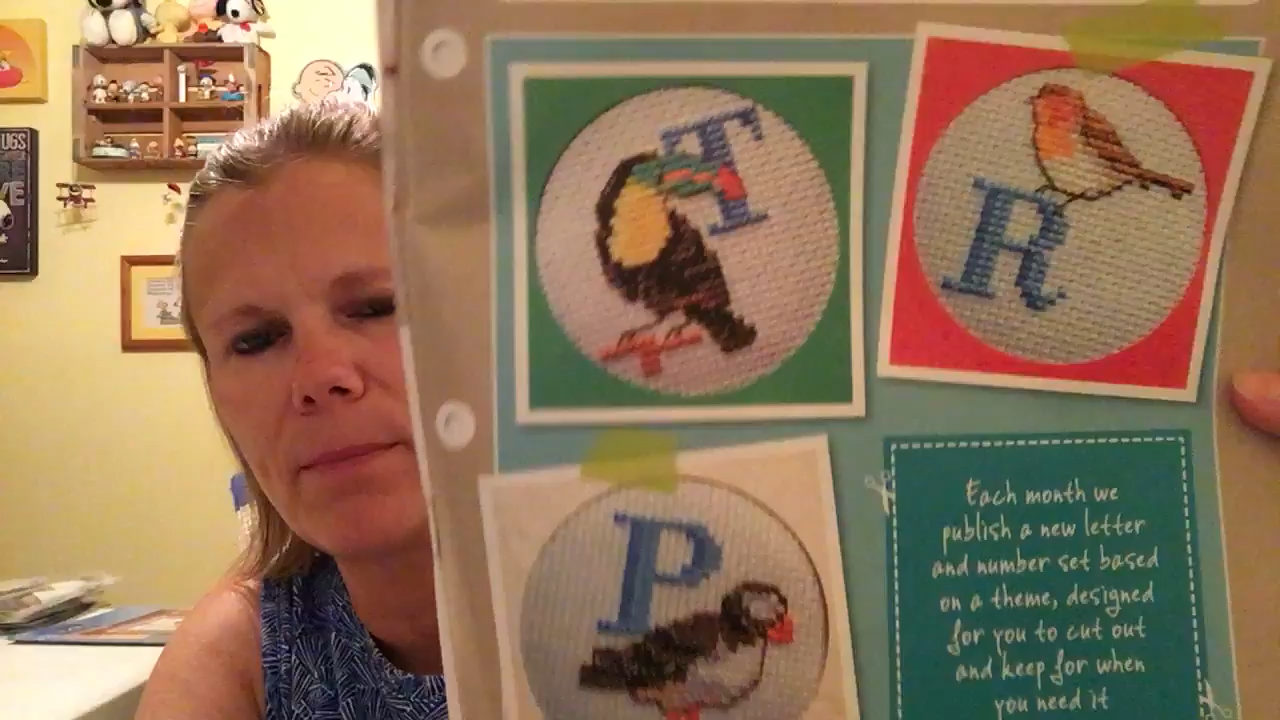 UGS
T
R
P
Each month we
publish a new letter
and number set based
on a theme, designed
for you to cut out
and keep for when
you need it